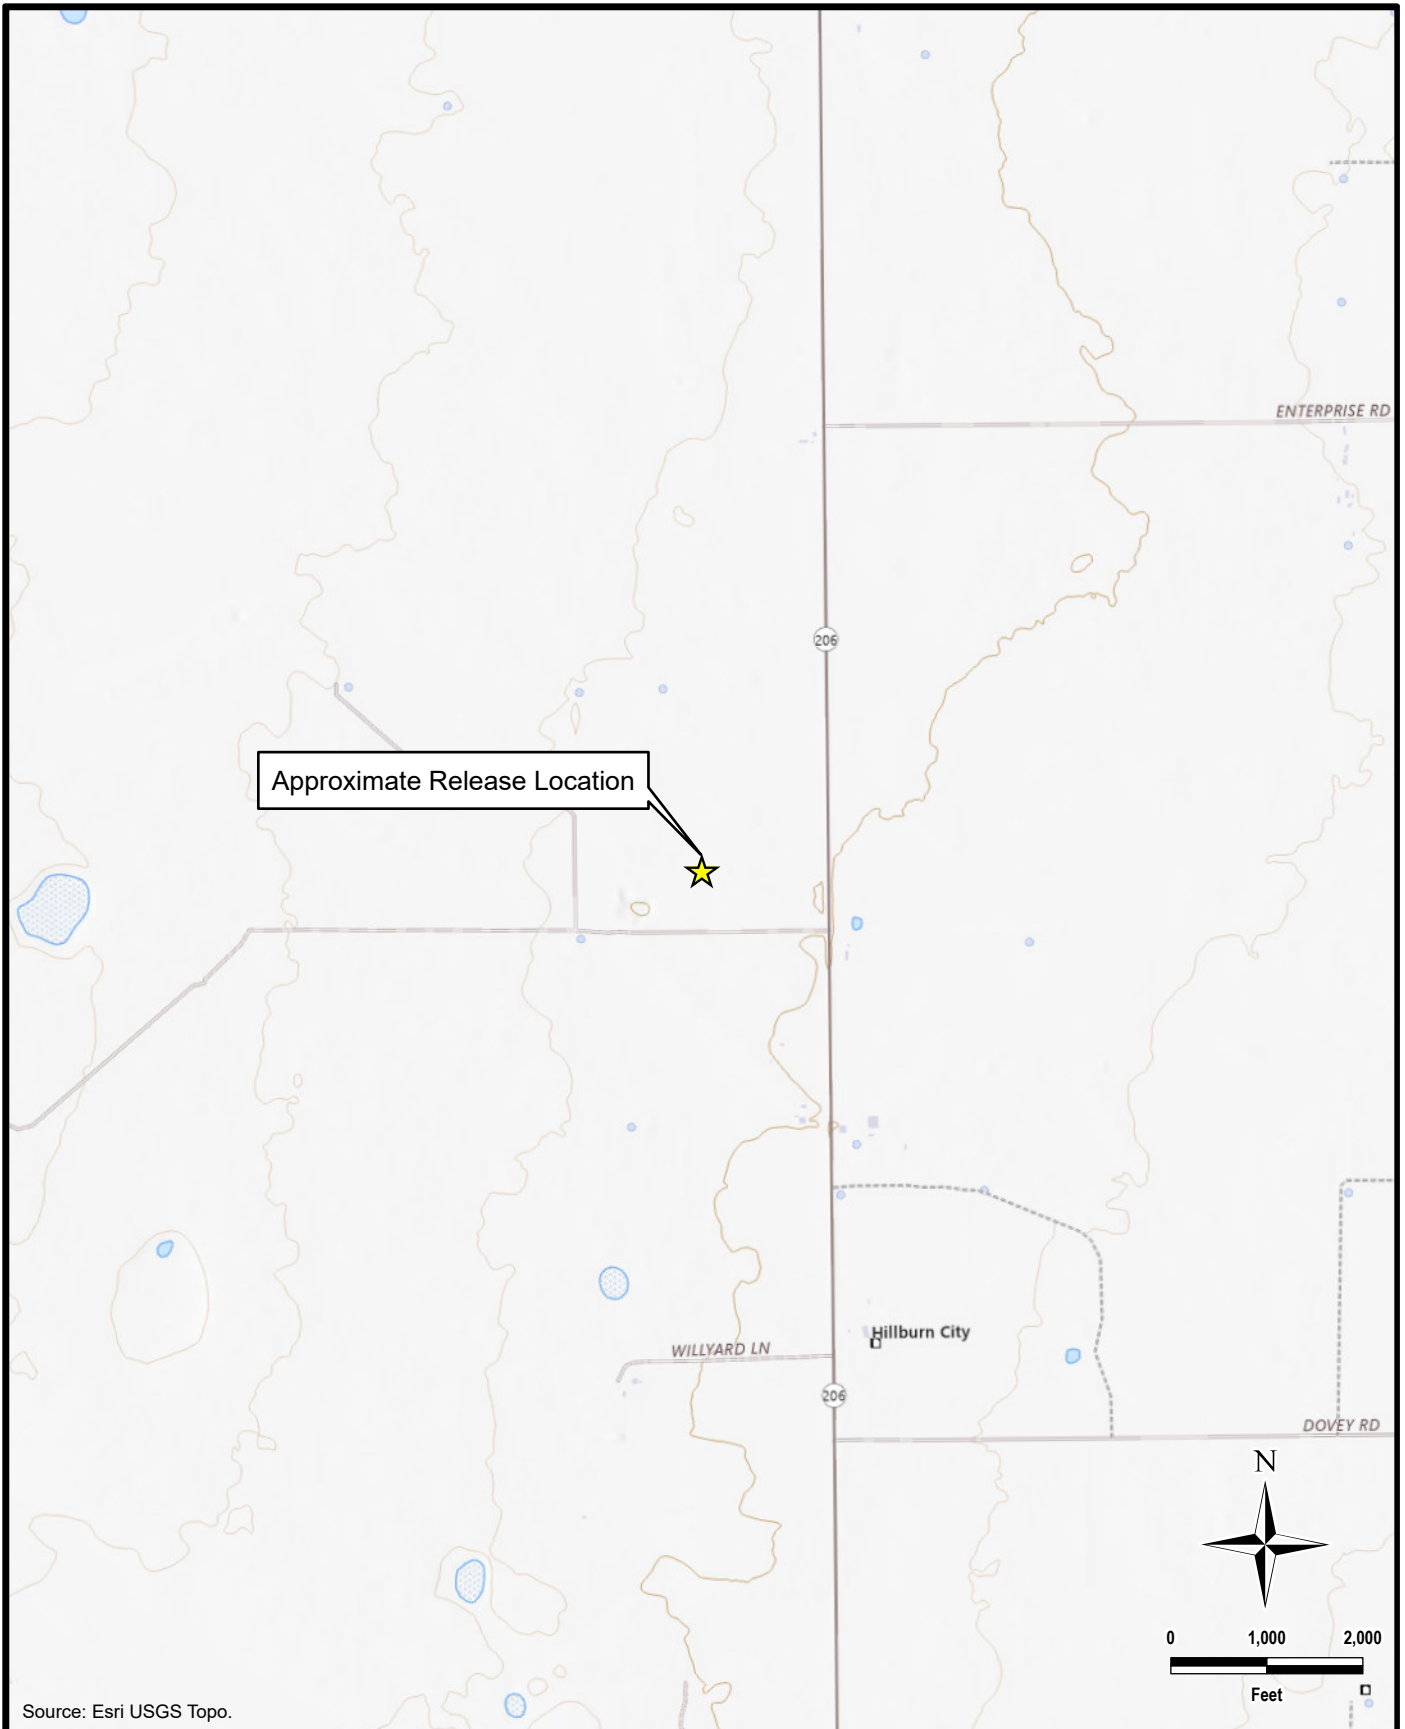 ENTERPRISE RD
206
Approximate Release Location
Hillburn City
WILLYARD LN
206
DOVEY RD
N
0 1,000 2,000
Feet
Source: Esri USGS Topo.